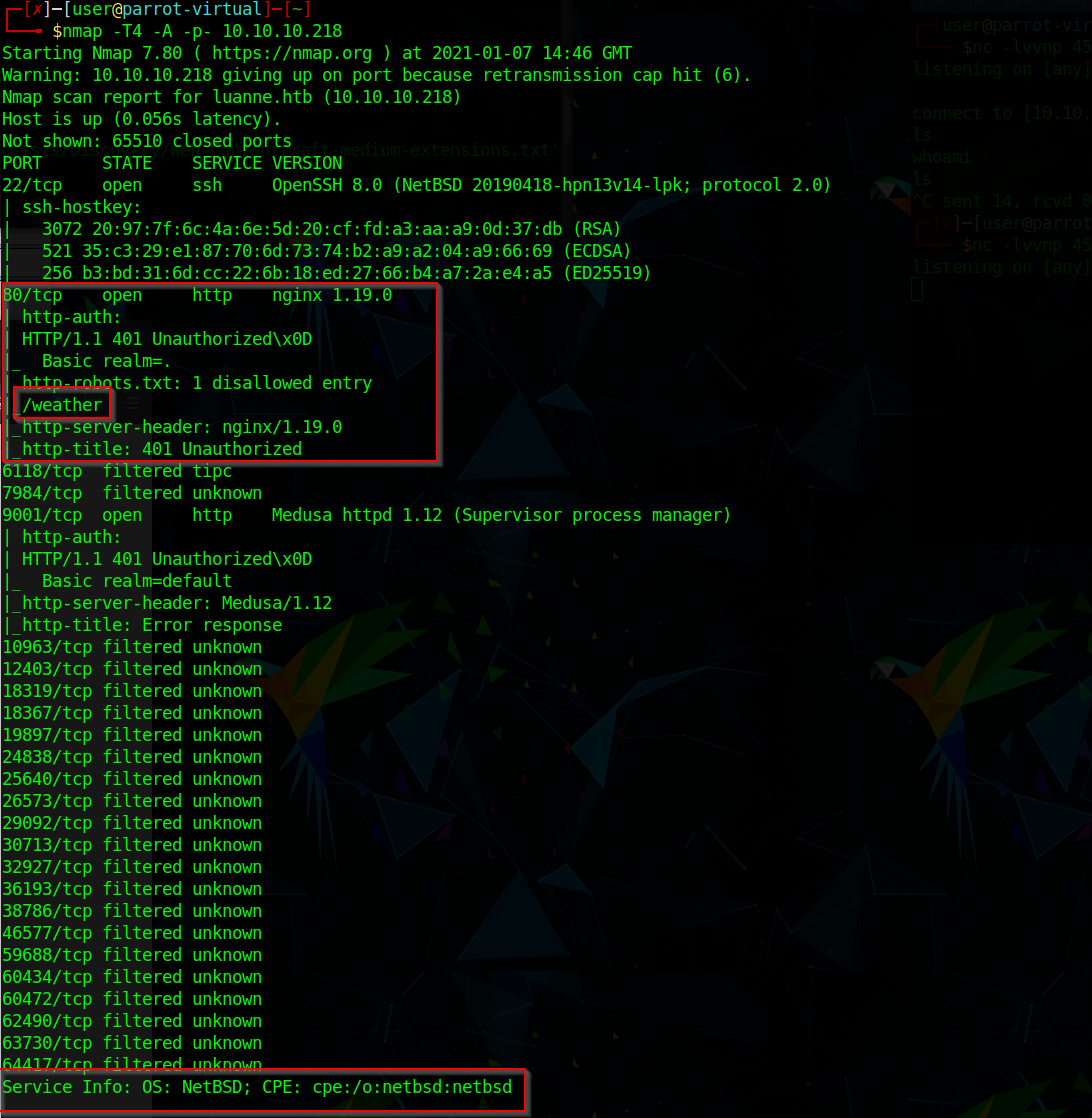 ┌─[✗]─[user@parrot-virtual]─[~]
└──╼ $nmap -T4 -A -p- 10.10.10.218
Starting Nmap 7.80 ( https://nmap.org ) at 2021-01-07 14:46 GMT
Warning: 10.10.10.218 giving up on port because retransmission cap hit (6).
Nmap scan report for luanne.htb (10.10.10.218)
Host is up (0.056s latency).
Not shown: 65510 closed ports
PORT      STATE    SERVICE VERSION
22/tcp    open     ssh     OpenSSH 8.0 (NetBSD 20190418-hpn13v14-lpk; protocol 2.0)
| ssh-hostkey:
|   3072 20:97:7f:6c:4a:6e:5d:20:cf:fd:a3:aa:a9:0d:37:db (RSA)
|   521 35:c3:29:e1:87:70:6d:73:74:b2:a9:a2:04:a9:66:69 (ECDSA)
|   256 b3:bd:31:6d:cc:22:6b:18:ed:27:66:b4:a7:2a:e4:a5 (ED25519)
80/tcp    open     http    nginx 1.19.0
| http-auth:
| HTTP/1.1 401 Unauthorized\x0D
|_  Basic realm=.
| http-robots.txt: 1 disallowed entry
|_/weather
|_http-server-header: nginx/1.19.0
|_http-title: 401 Unauthorized
6118/tcp  filtered tipc
7984/tcp  filtered unknown
9001/tcp  open     http    Medusa httpd 1.12 (Supervisor process manager)
| http-auth:
| HTTP/1.1 401 Unauthorized\x0D
|_  Basic realm=default
|_http-server-header: Medusa/1.12
|_http-title: Error response
10963/tcp filtered unknown
12403/tcp filtered unknown
18319/tcp filtered unknown
18367/tcp filtered unknown
19897/tcp filtered unknown
24838/tcp filtered unknown
25640/tcp filtered unknown
26573/tcp filtered unknown
29092/tcp filtered unknown
30713/tcp filtered unknown
32927/tcp filtered unknown
36193/tcp filtered unknown
38786/tcp filtered unknown
46577/tcp filtered unknown
59688/tcp filtered unknown
60434/tcp filtered unknown
60472/tcp filtered unknown
62490/tcp filtered unknown
63730/tcp filtered unknown
64417/tcp filtered unknown
Service Info: OS: NetBSD; CPE: cpe:/o:netbsd:netbsd
[user@parrot-vir
$nc -lvvnp 45
listening on [any]
connect to [10.10.
ls
whoami
ls
^C sent 14, rcvd 0
[✗]─[user@parrot
$nc -lvvnp 45
listening on [any]